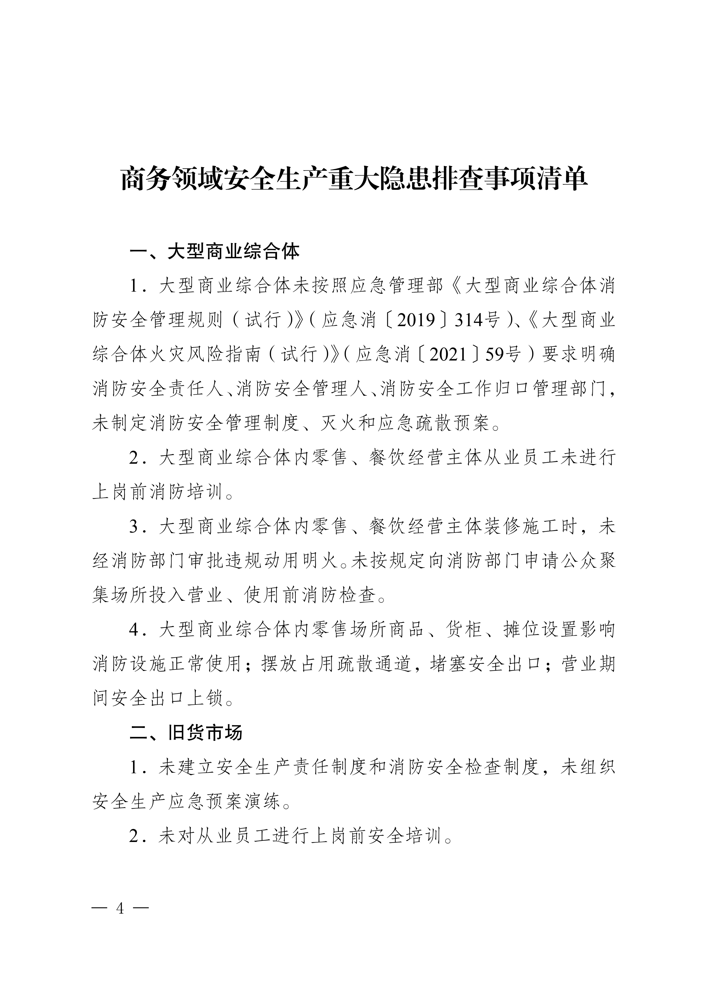 商务领域安全生产重大隐患排查事项清单
一、大型商业综合体
1．大型商业综合体未按照应急管理部《大型商业综合体消
防安全管理规则（试行）》（应急消〔2019〕314号）、《大型商业
综合体火灾风险指南（试行）》（应急消〔2021〕59号）要求明确
消防安全责任人、消防安全管理人、消防安全工作归口管理部门，
未制定消防安全管理制度、灭火和应急疏散预案。
2．大型商业综合体内零售、餐饮经营主体从业员工未进行
上岗前消防培训。
3．大型商业综合体内零售、餐饮经营主体装修施工时，未
经消防部门审批违规动用明火。未按规定向消防部门申请公众聚
集场所投入营业、使用前消防检查。
4．大型商业综合体内零售场所商品、货柜、摊位设置影响
消防设施正常使用；摆放占用疏散通道，堵塞安全出口；营业期
间安全出口上锁。
二、旧货市场
1．未建立安全生产责任制度和消防安全检查制度，未组织
安全生产应急预案演练。
2．未对从业员工进行上岗前安全培训。
— 4 —